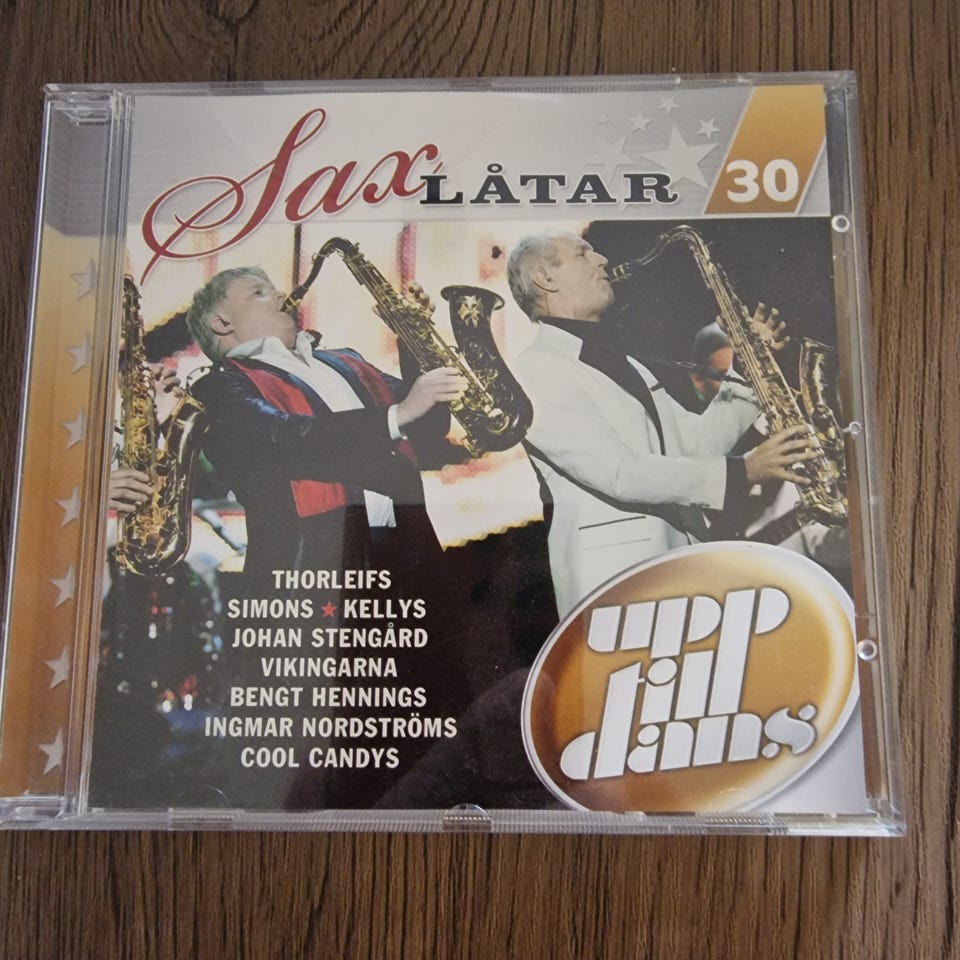 Sax LÅTAR 30
THORLEIFS
SIMONS ★ KELLYS
JOHAN STENGÅRD
VIKINGARNA
BENGT HENNINGS
INGMAR NORDSTRÖMS
COOL CANDYS
upp
till
dans